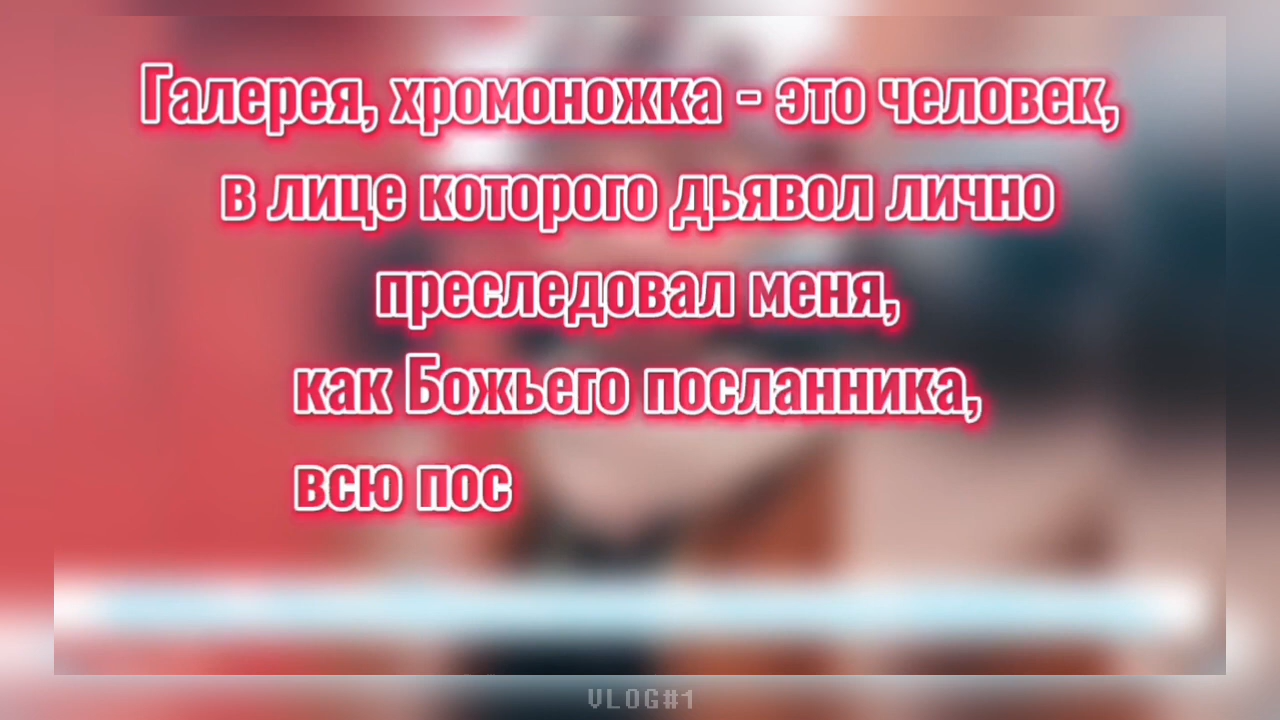 Галерея, хромоножка - это человек,
в лице которого дьявол лично
преследовал меня,
как Божьего посланника,
всю пос
VLOG#1